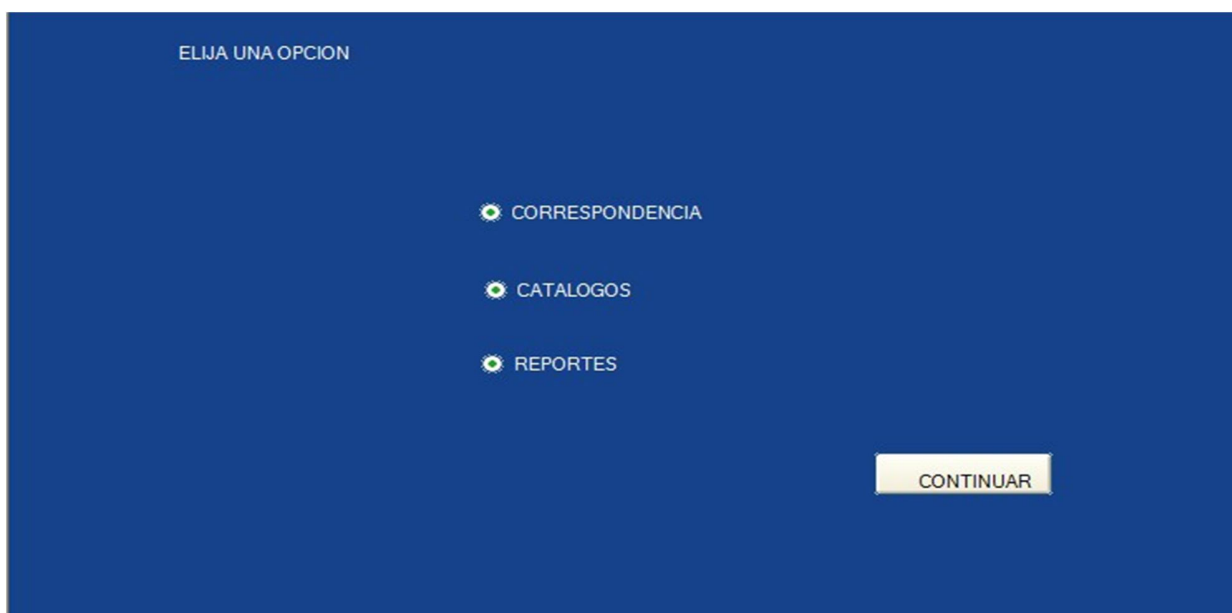 ELIJA UNA OPCION
CORRESPONDENCIA
CATALOGOS
REPORTES
CONTINUAR